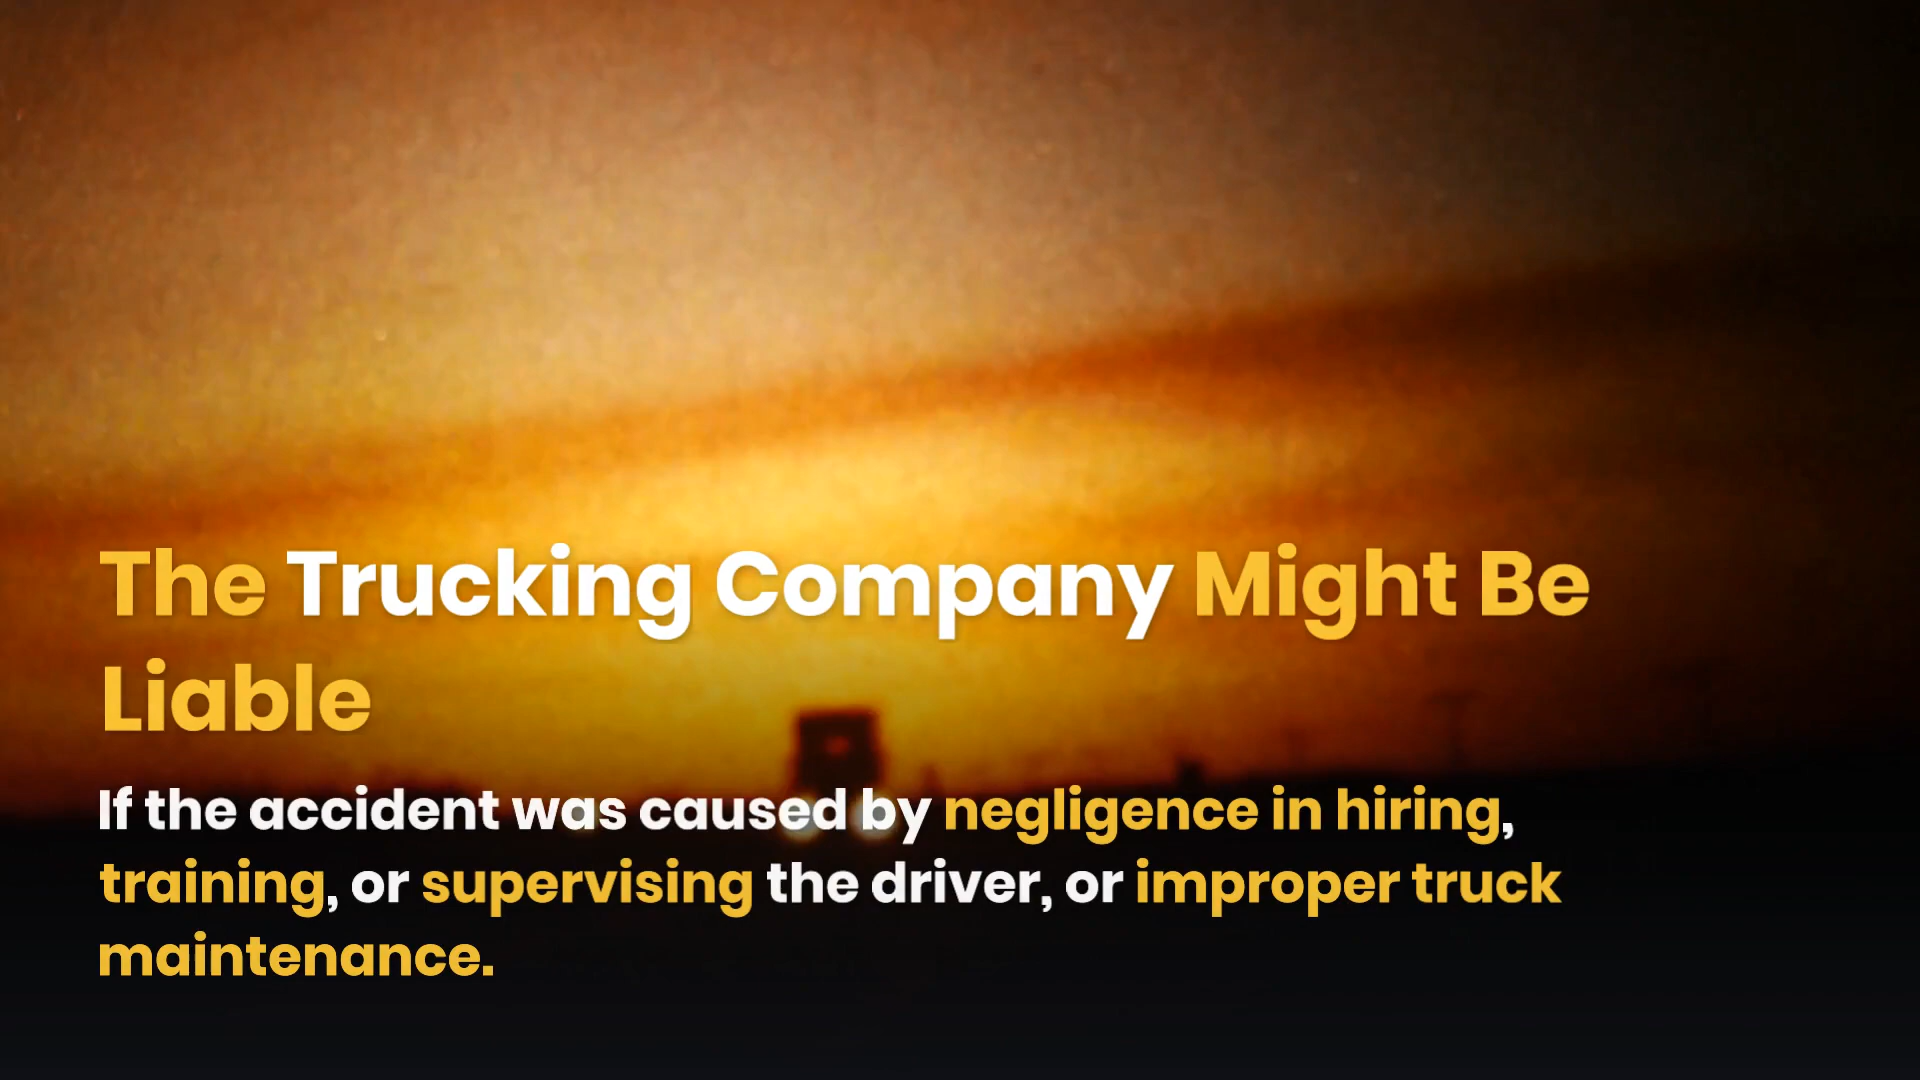 The Trucking Company Might Be
Liable
If the accident was caused by negligence in hiring,
training, or supervising the driver, or improper truck
maintenance.